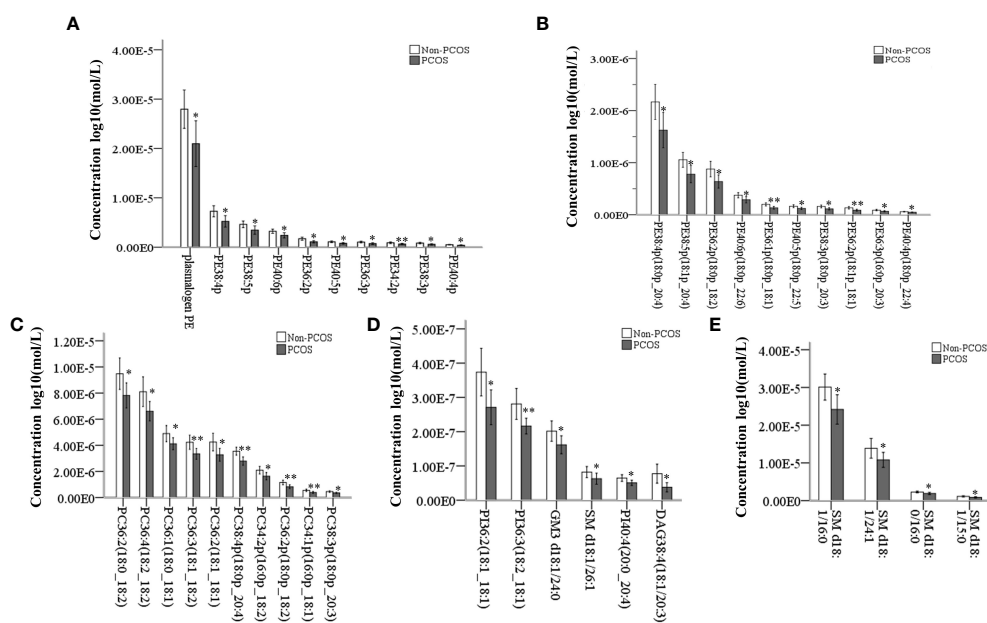 A
Concentration log10(mol/L)
4.00E-5
3.00E-5
2.00E-5
1.00E-5
0.00E0
Non-PCOS
PCOS
*
*
*
*
*
*
*
**
*
*
plasmalogen PE
PE38:4p
PE38:5p
PE40:6p
PE36:2p
PE40:5p
PE36:3p
PE34:2p
PE38:3p
PE40:4p
B
Concentration log10(mol/L)
3.00E-6
2.00E-6
1.00E-6
0.00E0
Non-PCOS
PCOS
*
*
*
*
**
*
*
**
*
*
PE38:4p(18:0p_20:4)
PE38:5p(18:1p_20:4)
PE36:2p(18:0p_18:2)
PE40:6p(18:0p_22:6)
PE36:1p(18:0p_18:1)
PE40:5p(18:0p_22:5)
PE38:3p(18:0p_20:3)
PE36:2p(18:1p_18:1)
PE36:3p(16:0p_20:3)
PE40:4p(18:0p_22:4)
C
Concentration log10(mol/L)
1.20E-5
1.00E-5
8.00E-6
6.00E-6
4.00E-6
2.00E-6
0.00E0
Non-PCOS
PCOS
*
*
*
**
*
**
*
**
**
*
PC36:2(18:0_18:2)
PC36:4(18:2_18:2)
PC36:1(18:0_18:1)
PC36:3(18:1_18:2)
PC36:2(18:1_18:1)
PC38:4p(18:0p_20:4)
PC34:2p(16:0p_18:2)
PC36:2p(18:0p_18:2)
PC34:1p(16:0p_18:1)
PC38:3p(18:0p_20:3)
D
Concentration log10(mol/L)
5.00E-7
4.00E-7
3.00E-7
2.00E-7
1.00E-7
0.00E0
Non-PCOS
PCOS
*
**
*
*
*
*
PI36:2(18:1_18:1)
PI36:3(18:2_18:1)
GM3 d18:1/24:0
SM d18:1/26:1
PI40:4(20:0_20:4)
DAG38:4(18:1/20:3)
E
Concentration log10(mol/L)
4.00E-5
3.00E-5
2.00E-5
1.00E-5
0.00E0
Non-PCOS
PCOS
*
*
*
*
SM d18:
1/16:0
SM d18:
1/24:1
SM d18:
0/16:0
SM d18:
1/15:0